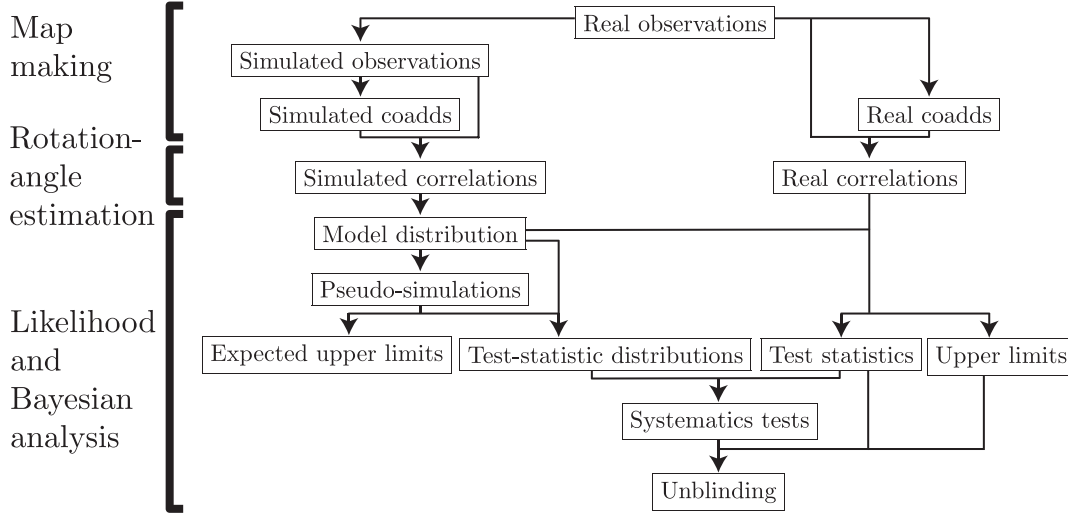 Map
making
Rotation-
angle
estimation
Likelihood
and
Bayesian
analysis
Real observations
Simulated observations
Simulated coadds
Real coadds
Simulated correlations
Real correlations
Model distribution
Pseudo-simulations
Expected upper limits
Test-statistic distributions
Test statistics
Upper limits
Systematics tests
Unblinding